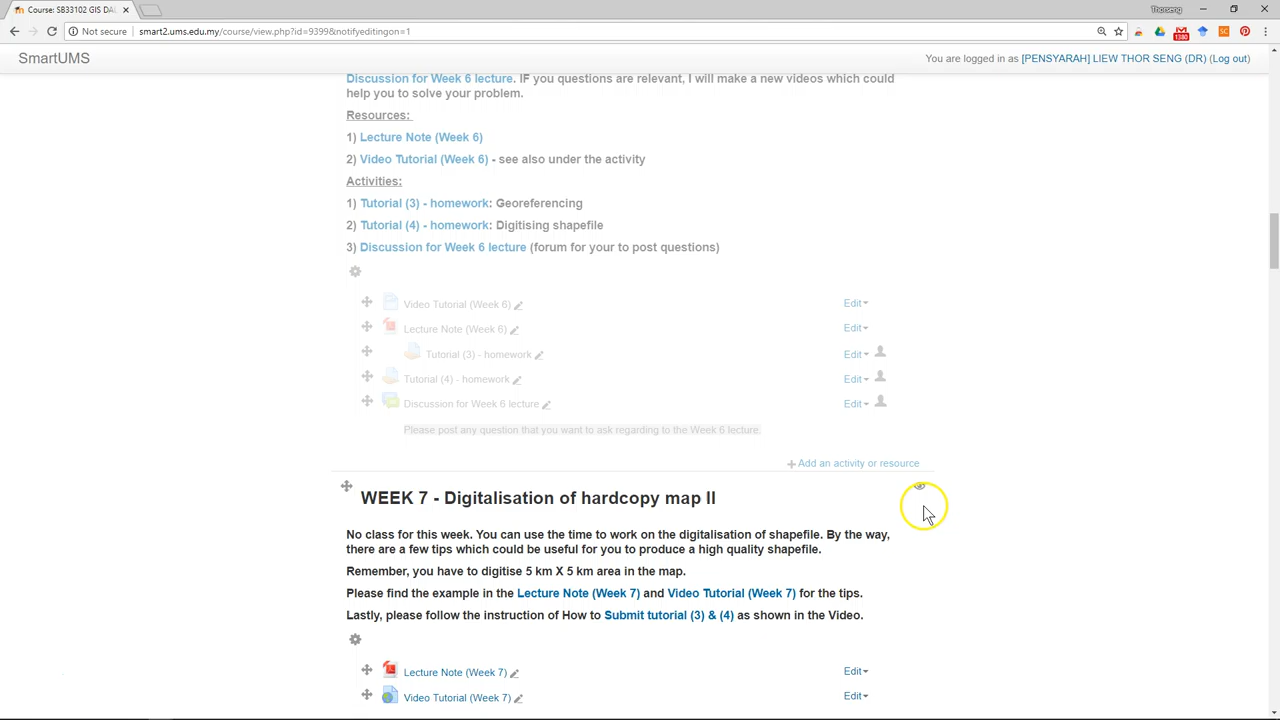 Course: SB33102 GIS DAL
Thorseng
Not secure
smart2.ums.edu.my/course/view.php?id=9399&notifyeditingon=1
1380
SC
SmartUMS
You are logged in as [PENSYARAH] LIEW THOR SENG (DR) (Log out)
Discussion for Week 6 lecture. IF you questions are relevant, I will make a new videos which could
help you to solve your problem.
Resources:
1) Lecture Note (Week 6)
2) Video Tutorial (Week 6) - see also under the activity
Activities:
1) Tutorial (3) - homework: Georeferencing
2) Tutorial (4) - homework: Digitising shapefile
3) Discussion for Week 6 lecture (forum for your to post questions)
Video Tutorial (Week 6) Edit
Lecture Note (Week 6) Edit
Tutorial (3) - homework Edit
Tutorial (4) - homework Edit
Discussion for Week 6 lecture Edit
Please post any question that you want to ask regarding to the Week 6 lecture.
Add an activity or resource
WEEK 7 - Digitalisation of hardcopy map II
No class for this week. You can use the time to work on the digitalisation of shapefile. By the way,
there are a few tips which could be useful for you to produce a high quality shapefile.
Remember, you have to digitise 5 km X 5 km area in the map.
Please find the example in the Lecture Note (Week 7) and Video Tutorial (Week 7) for the tips.
Lastly, please follow the instruction of How to Submit tutorial (3) & (4) as shown in the Video.
Lecture Note (Week 7) Edit
Video Tutorial (Week 7) Edit